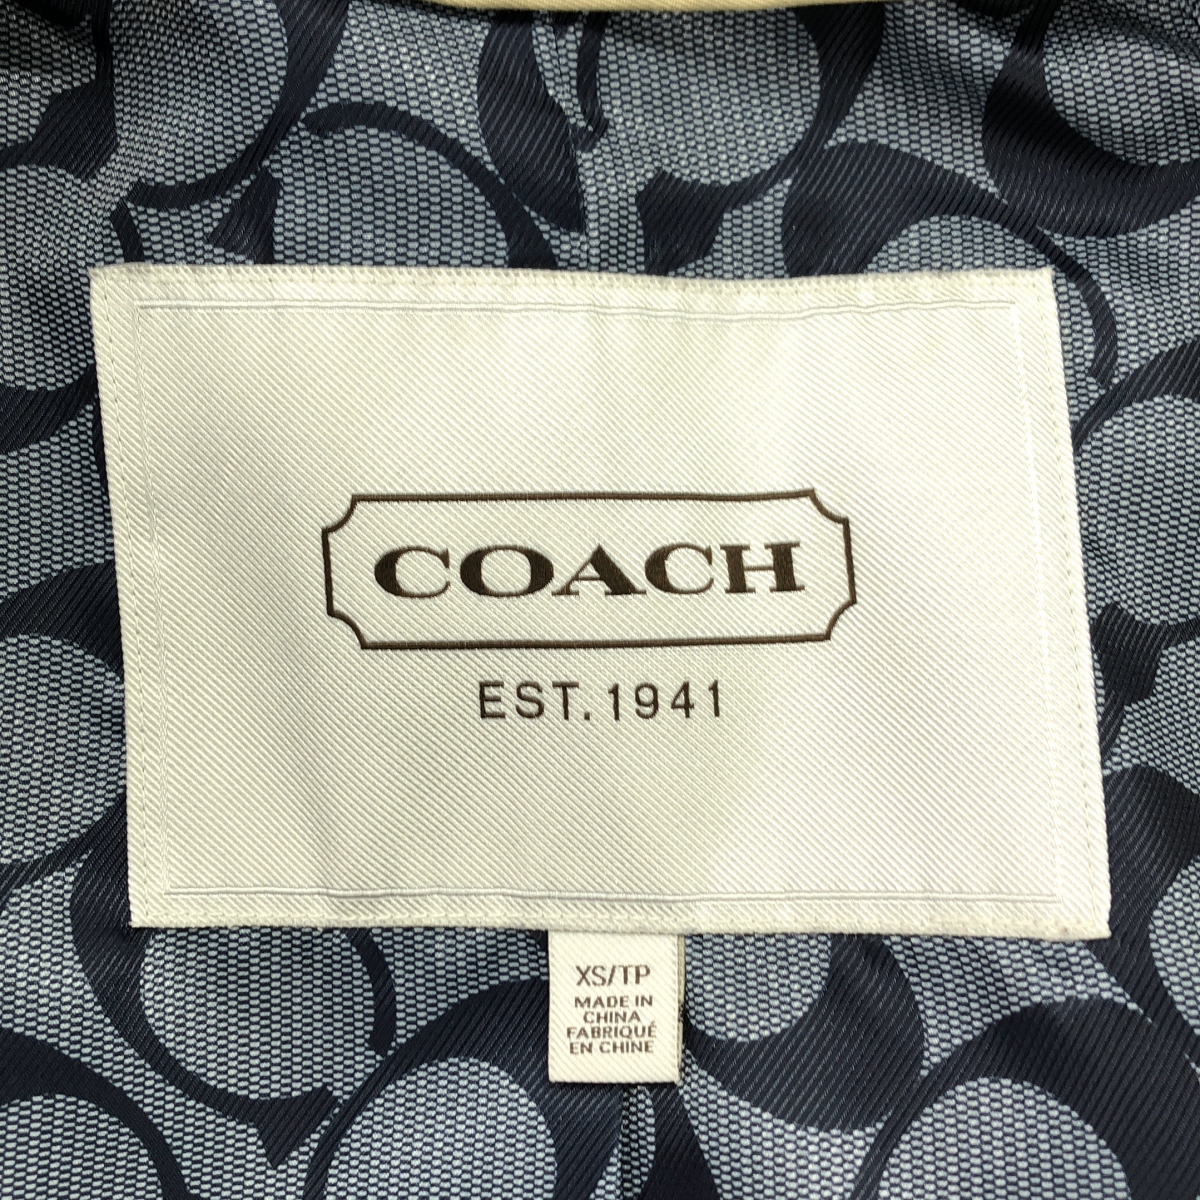 COACH
EST. 1941
XS/TP
MADE IN
CHINA
FABRIQUÉ
EN CHINE